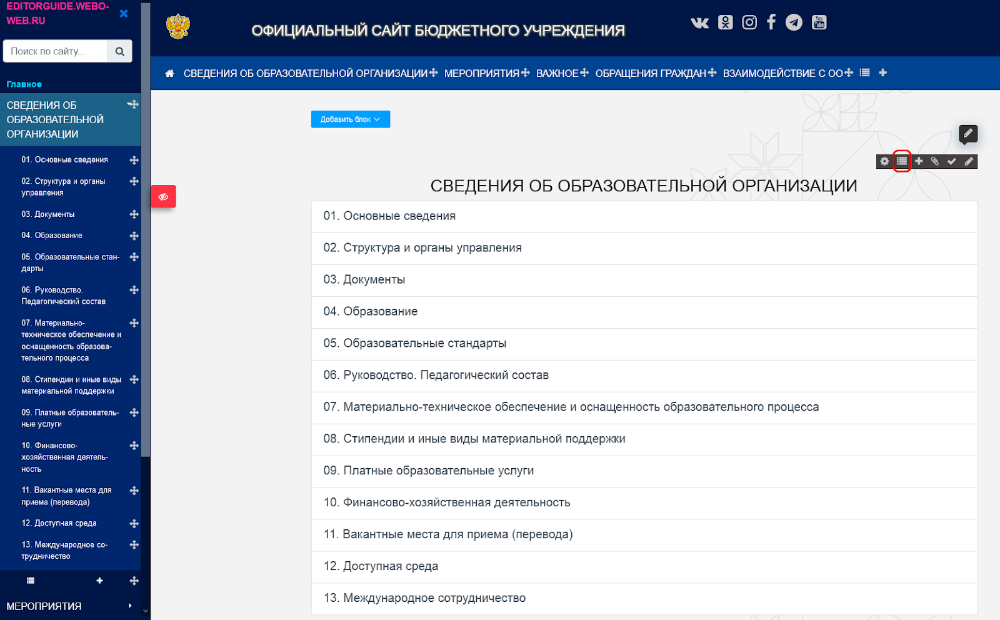 EDITORGUIDE.WEBO-
WEB.RU
Поиск по сайту...
Главное
СВЕДЕНИЯ ОБ
ОБРАЗОВАТЕЛЬНОЙ
ОРГАНИЗАЦИИ
01. Основные сведения
02. Структура и органы
управления
03. Документы
04. Образование
05. Образовательные стан-
дарты
06. Руководство.
Педагогический состав
07. Материально-
техническое обеспечение и
оснащенность образова-
тельного процесса
08. Стипендии и иные виды
материальной поддержки
09. Платные образователь-
ные услуги
10. Финансово-
хозяйственная деятель-
ность
11. Вакантные места для
приема (перевода)
12. Доступная среда
13. Международное со-
трудничество
МЕРОПРИЯТИЯ
ОФИЦИАЛЬНЫЙ САЙТ БЮДЖЕТНОГО УЧРЕЖДЕНИЯ
You
Tube
СВЕДЕНИЯ ОБ ОБРАЗОВАТЕЛЬНОЙ ОРГАНИЗАЦИИ МЕРОПРИЯТИЯ ВАЖНОЕ ОБРАЩЕНИЯ ГРАЖДАН ВЗАИМОДЕЙСТВИЕ С ОО
Добавить блок
СВЕДЕНИЯ ОБ ОБРАЗОВАТЕЛЬНОЙ ОРГАНИЗАЦИИ
01. Основные сведения
02. Структура и органы управления
03. Документы
04. Образование
05. Образовательные стандарты
06. Руководство. Педагогический состав
07. Материально-техническое обеспечение и оснащенность образовательного процесса
08. Стипендии и иные виды материальной поддержки
09. Платные образовательные услуги
10. Финансово-хозяйственная деятельность
11. Вакантные места для приема (перевода)
12. Доступная среда
13. Международное сотрудничество